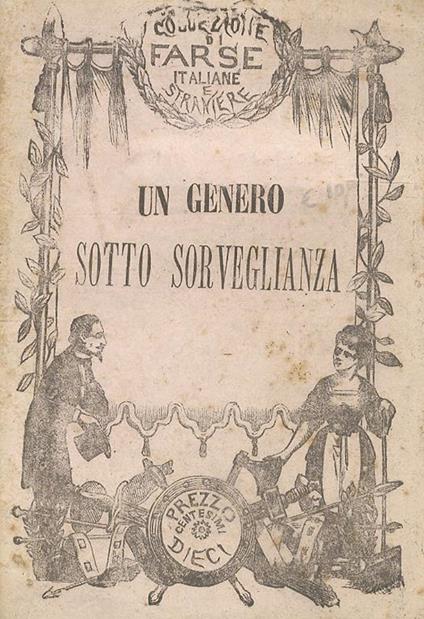 COLLEZIONE
DI
FARSE
ITALIANE
E
STRANIERE
UN GENERO
SOTTO SORVEGLIANZA
PREZZO
CENTESIMI
DIECI